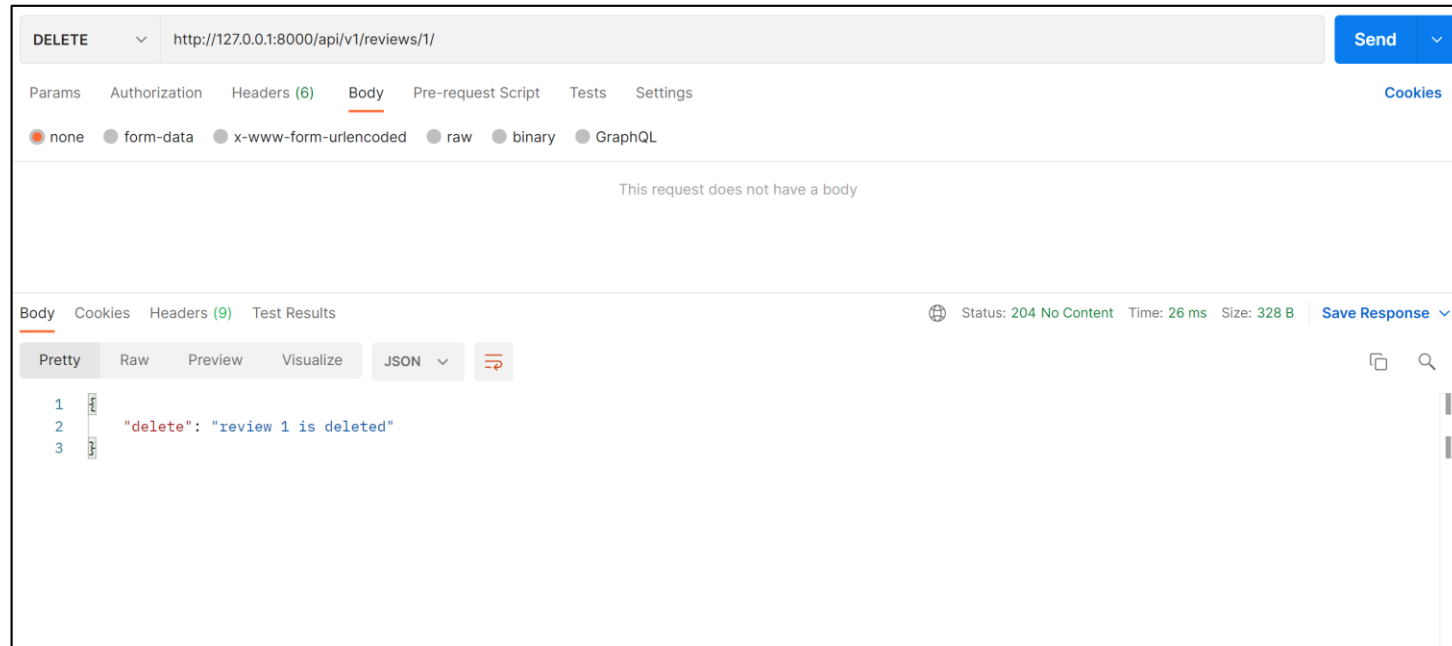 DELETE http://127.0.0.1:8000/api/v1/reviews/1/ Send
Params Authorization Headers (6) Body Pre-request Script Tests Settings Cookies
none form-data x-www-form-urlencoded raw binary GraphQL
This request does not have a body
Body Cookies Headers (9) Test Results Status: 204 No Content Time: 26 ms Size: 328 B Save Response
Pretty Raw Preview Visualize JSON
1 {
2 "delete": "review 1 is deleted"
3 }